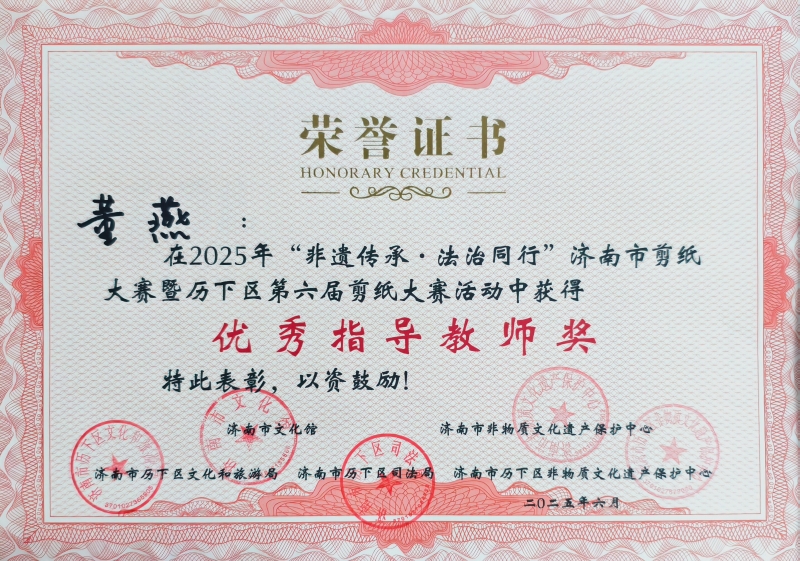 荣誉证书
HONORARY CREDENTIAL
董燕：
在2025年“非遗传承·法治同行”济南市剪纸
大赛暨历下区第六届剪纸大赛活动中获得
优秀指导教师奖
特此表彰，以资鼓励！
济南市文化馆 济南市非物质文化遗产保护中心
济南市历下区文化和旅游局 济南市历下区司法局 济南市历下区非物质文化遗产保护中心
二〇二五年六月